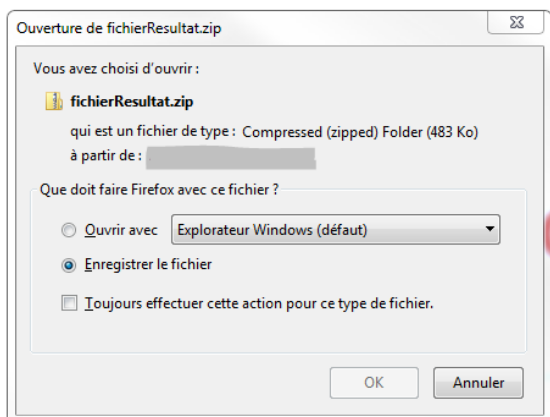 Ouverture de fichierResultat.zip
Vous avez choisi d'ouvrir :
fichierResultat.zip
qui est un fichier de type : Compressed (zipped) Folder (483 Ko)
à partir de :
Que doit faire Firefox avec ce fichier ?
Ouvrir avec Explorateur Windows (défaut)
Enregistrer le fichier
Toujours effectuer cette action pour ce type de fichier.
OK Annuler